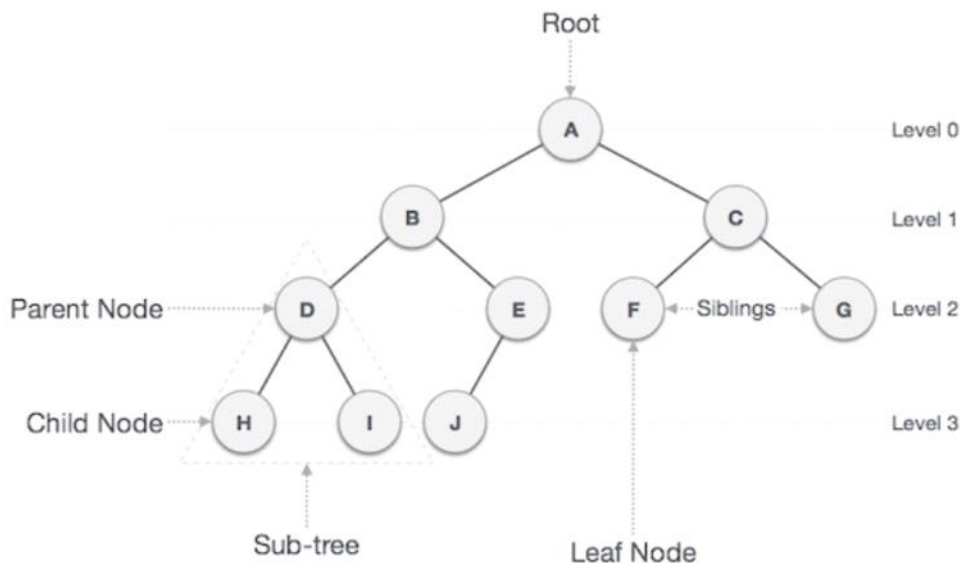 Root
A
Level 0
B
C
Level 1
Parent Node
D
E
F
Siblings
G
Level 2
Child Node
H
I
J
Level 3
Sub-tree
Leaf Node